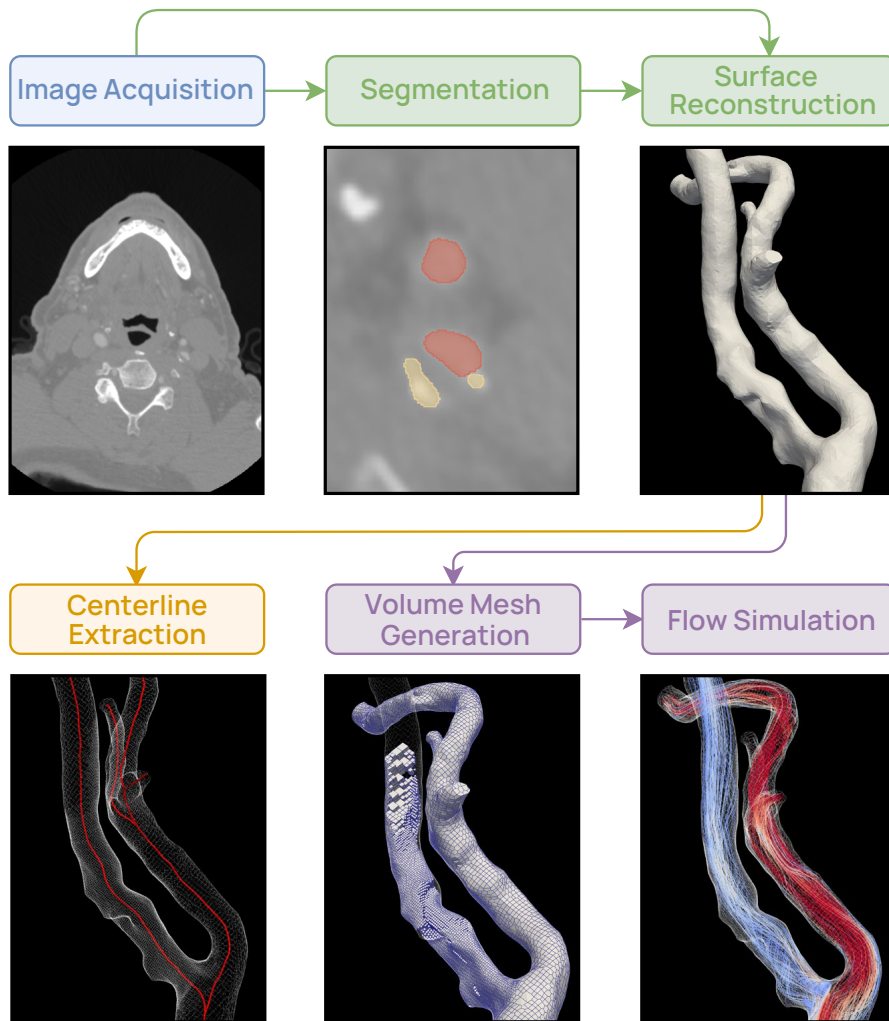 Image Acquisition
Segmentation
Surface
Reconstruction
Centerline
Extraction
Volume Mesh
Generation
Flow Simulation